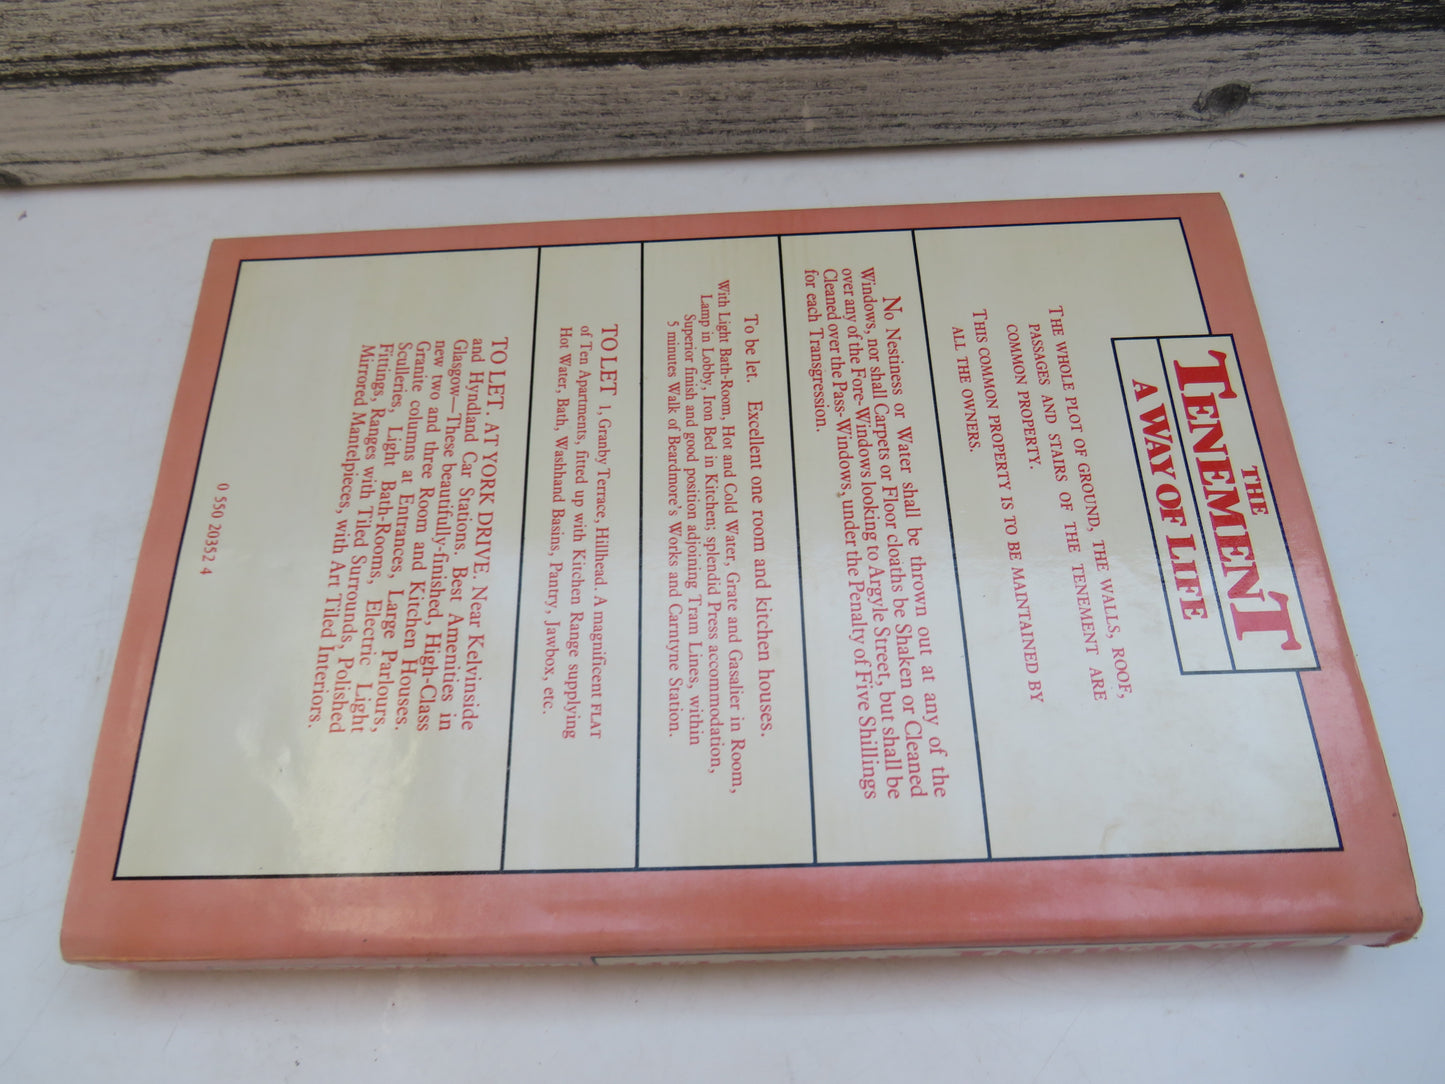 THE
TENEMENT
A WAY OF LIFE
THE WHOLE PLOT OF GROUND, THE WALLS, ROOF,
PASSAGES AND STAIRS OF THE TENEMENT ARE
COMMON PROPERTY.
THIS COMMON PROPERTY IS TO BE MAINTAINED BY
ALL THE OWNERS.
No Nestiness or Water shall be thrown out at any of the
Windows, nor shall Carpets or Floor cloaths be Shaken or Cleaned
over any of the Fore-Windows looking to Argyle Street, but shall be
Cleaned over the Pass-Windows, under the Penalty of Five Shillings
for each Transgression.
To be let. Excellent one room and kitchen houses.
With Light Bath-Room, Hot and Cold Water, Grate and Gasalier in Room,
Lamp in Lobby, Iron Bed in Kitchen; splendid Press accommodation,
Superior finish and good position adjoining Tram Lines, within
5 minutes Walk of Beardmore's Works and Carntyne Station.
TO LET 1, Granby Terrace, Hillhead. A magnificent FLAT
of Ten Apartments, fitted up with Kitchen Range supplying
Hot Water, Bath, Washhand Basins, Pantry, Jawbox, etc.
TO LET. AT YORK DRIVE. Near Kelvinside
and Hyndland Car Stations. Best Amenities in
Glasgow—These beautifully-finished, High-Class
new two and three Room and Kitchen Houses.
Granite columns at Entrances, Large Parlours,
Sculleries, Light Bath-Rooms, Electric Light
Fittings, Ranges with Tiled Surrounds, Polished
Mirrored Mantelpieces, with Art Tiled Interiors.
0 550 20352 4